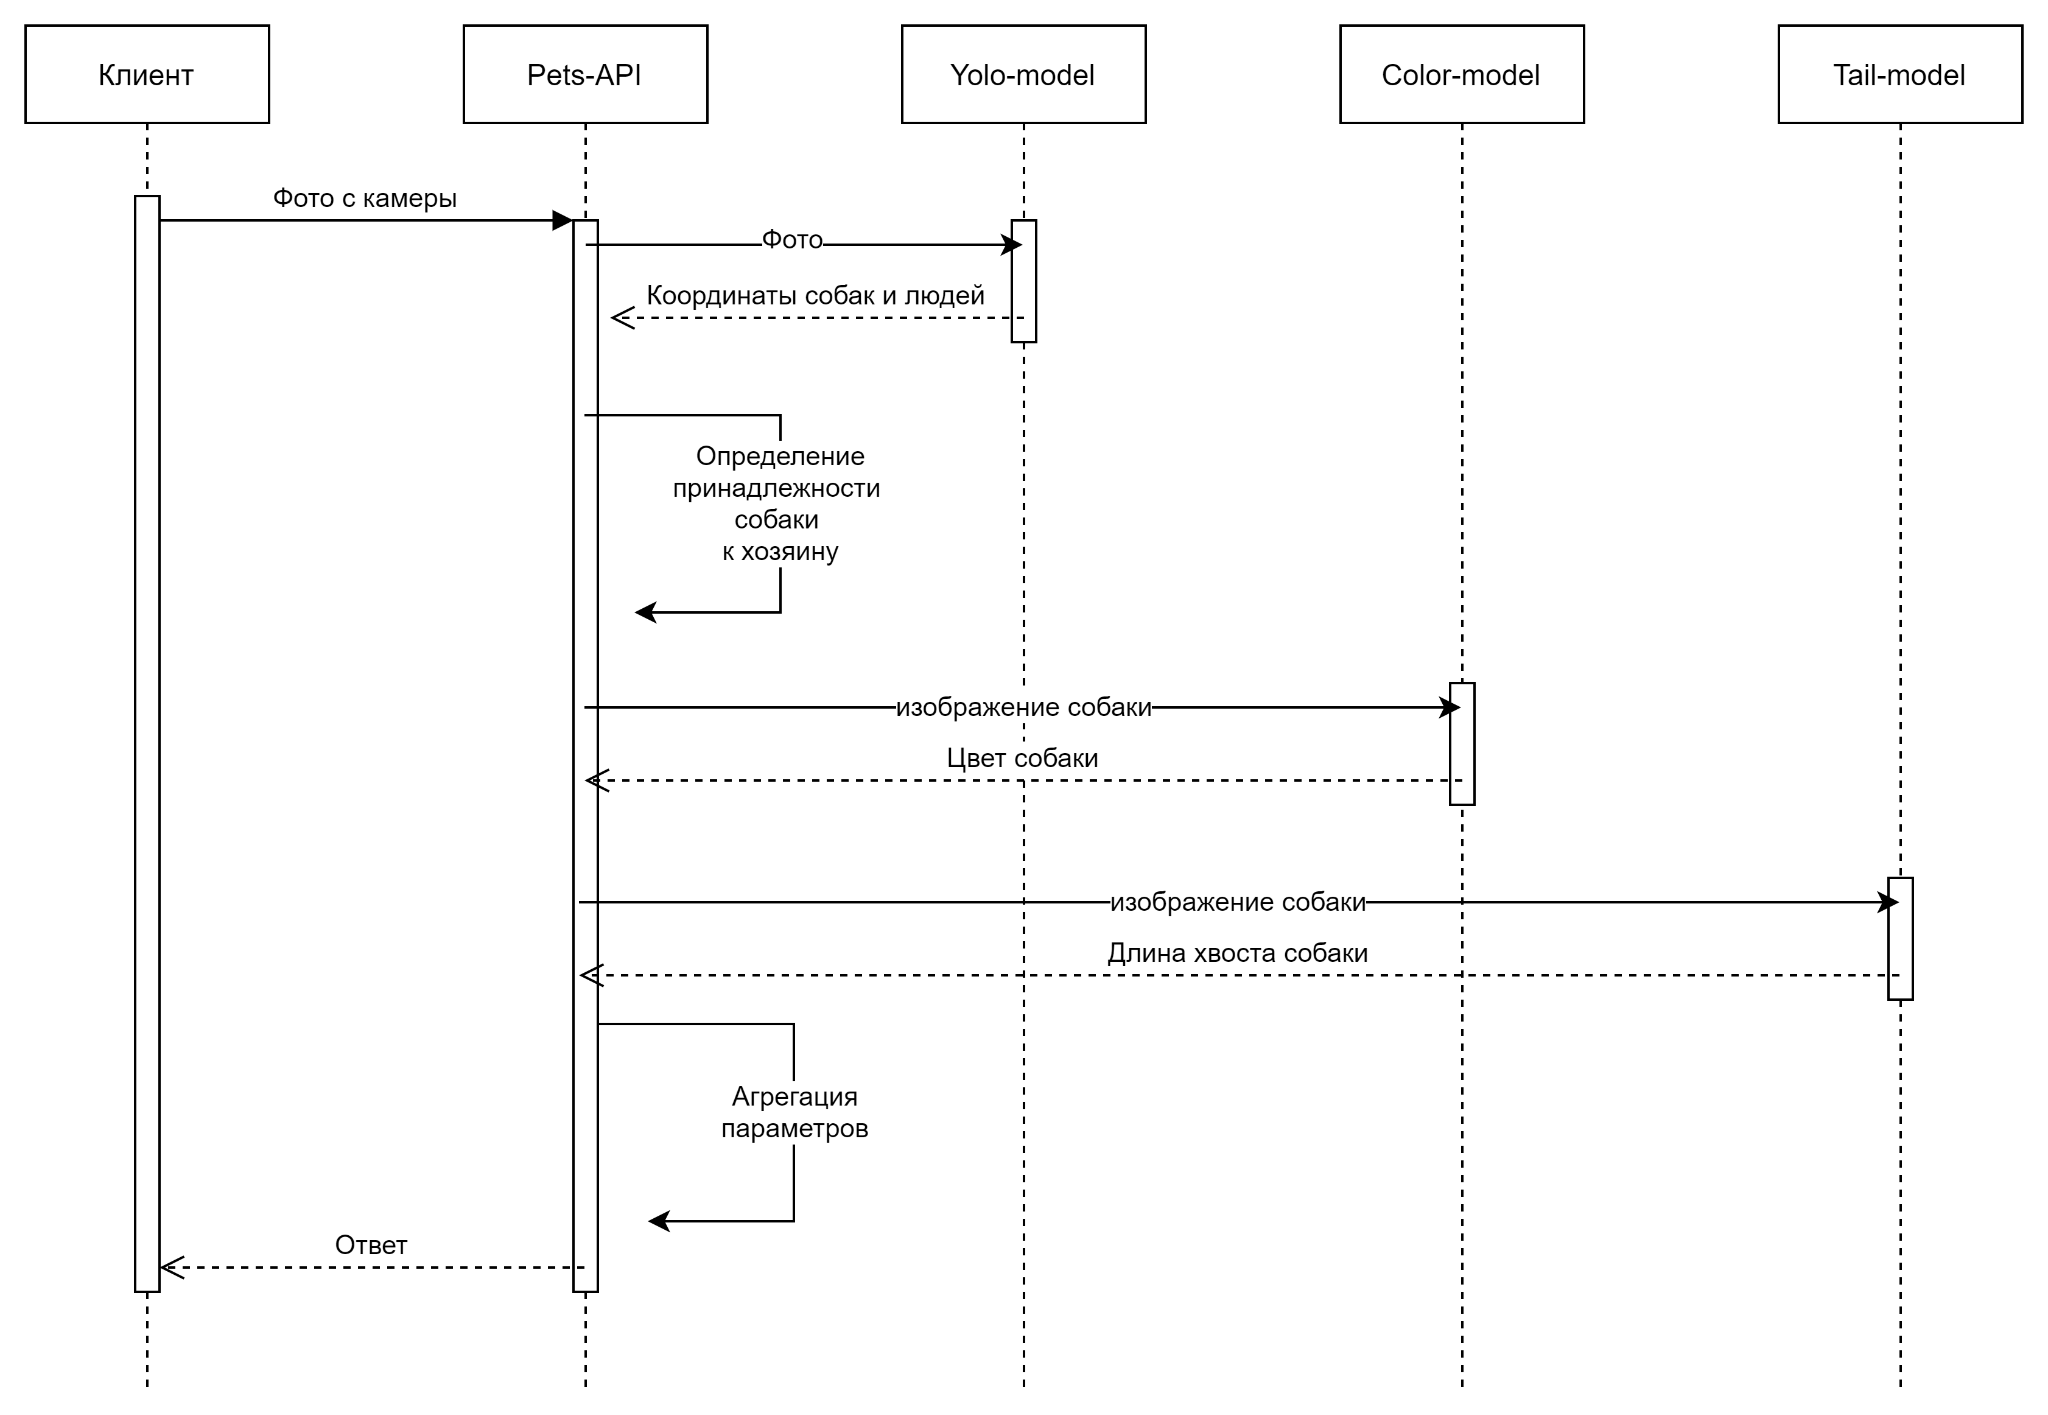 Клиент
Pets-API
Yolo-model
Color-model
Tail-model
Фото с камеры
Фото
Координаты собак и людей
Определение
принадлежности
собаки
к хозяину
изображение собаки
Цвет собаки
изображение собаки
Длина хвоста собаки
Агрегация
параметров
Ответ